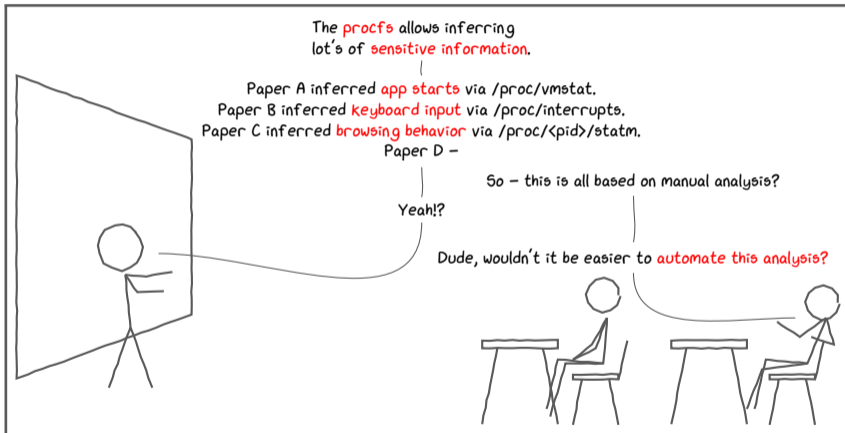 The procfs allows inferring
lot's of sensitive information.
Paper A inferred app starts via /proc/vmstat.
Paper B inferred keyboard input via /proc/interrupts.
Paper C inferred browsing behavior via /proc/<pid>/statm.
Paper D –
So – this is all based on manual analysis?
Yeah!?
Dude, wouldn't it be easier to automate this analysis?